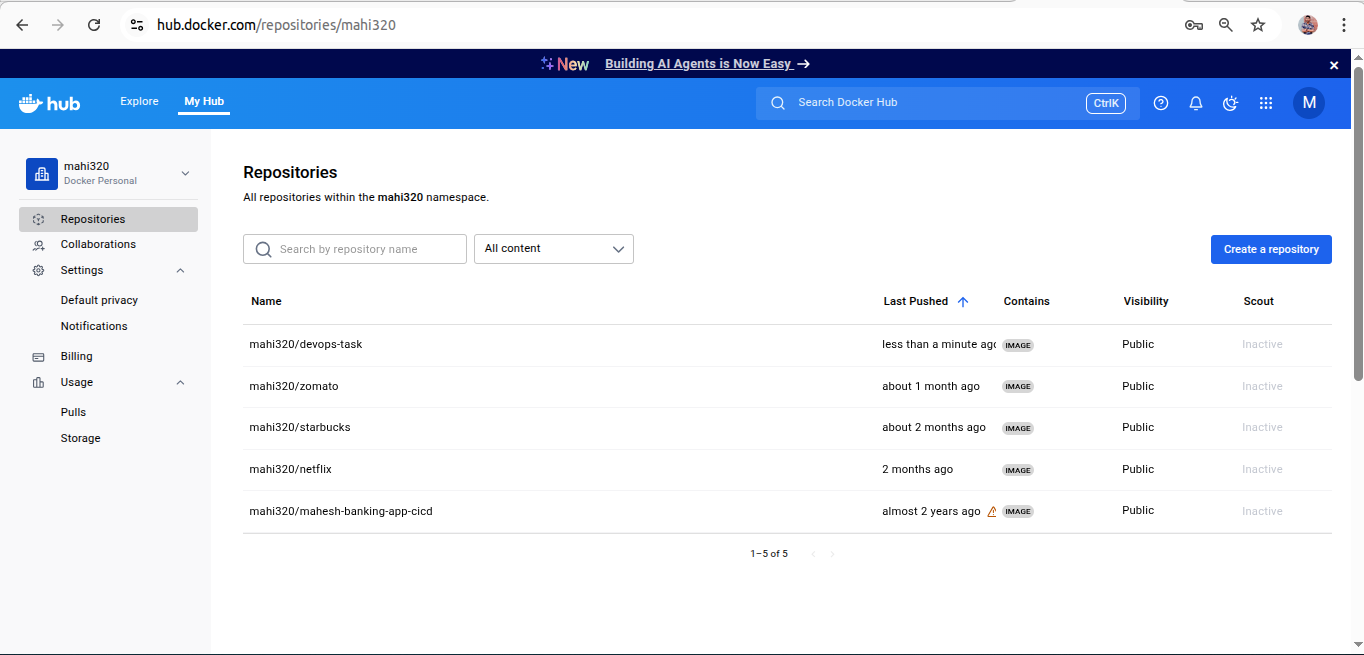 hub.docker.com/repositories/mahi320
New Building AI Agents is Now Easy →
hub Explore My Hub Search Docker Hub CtrlK M
mahi320
Docker Personal
Repositories
Collaborations
Settings
Default privacy
Notifications
Billing
Usage
Pulls
Storage
Repositories
All repositories within the mahi320 namespace.
Search by repository name All content Create a repository
Name Last Pushed Contains Visibility Scout
mahi320/devops-task less than a minute ago IMAGE Public Inactive
mahi320/zomato about 1 month ago IMAGE Public Inactive
mahi320/starbucks about 2 months ago IMAGE Public Inactive
mahi320/netflix 2 months ago IMAGE Public Inactive
mahi320/mahesh-banking-app-cicd almost 2 years ago IMAGE Public Inactive
1–5 of 5